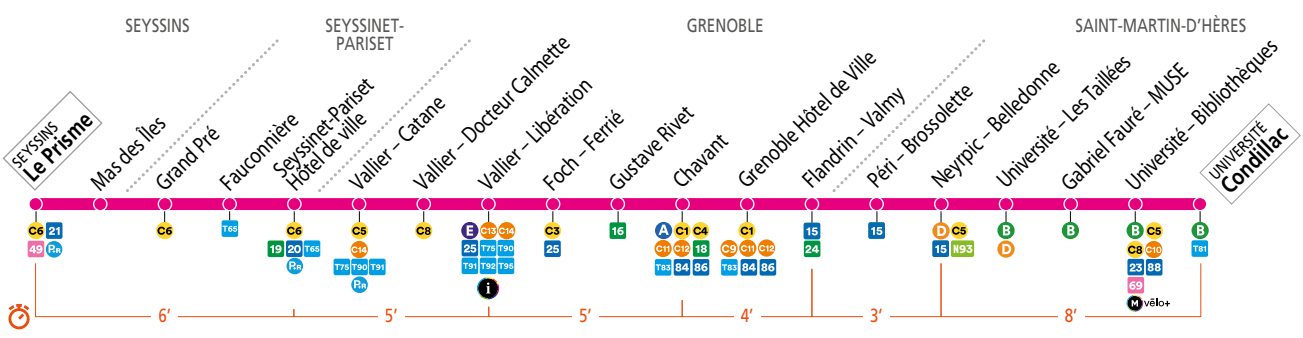 SEYSSINS
SEYSSINET-
PARISET
GRENOBLE
SAINT-MARTIN-D'HÈRES
SEYSSINS
Le Prisme
Mas des Îles
Grand Pré
Fauconnière
Seyssinet-Pariset
Hôtel de ville
Vallier – Catane
Vallier – Docteur Calmette
Vallier – Libération
Foch – Ferrié
Gustave Rivet
Chavant
Grenoble Hôtel de Ville
Flandrin – Valmy
Péri – Brossolette
Neyrpic – Belledonne
Université – Les Taillées
Gabriel Fauré – MUSE
Université – Bibliothèques
UNIVERSITÉ
Condillac
C6 21
49 P+R
C6
T65
C6
19 20 T65
P+R
C5
C14
T75 T90 T91
P+R
C8
E C13 C14
25 T75 T90
T91 T92 T95
i
C3
25
16
A C1 C4
C11 C12 18
T83 84 86
C1
C9 C11 C12
T83 84 86
15
24
15
D C5
15 N93
B
D
B
B C5
C8 C10
23 88
69
M vélo+
B
T81
6' 5' 5' 4' 3' 8'